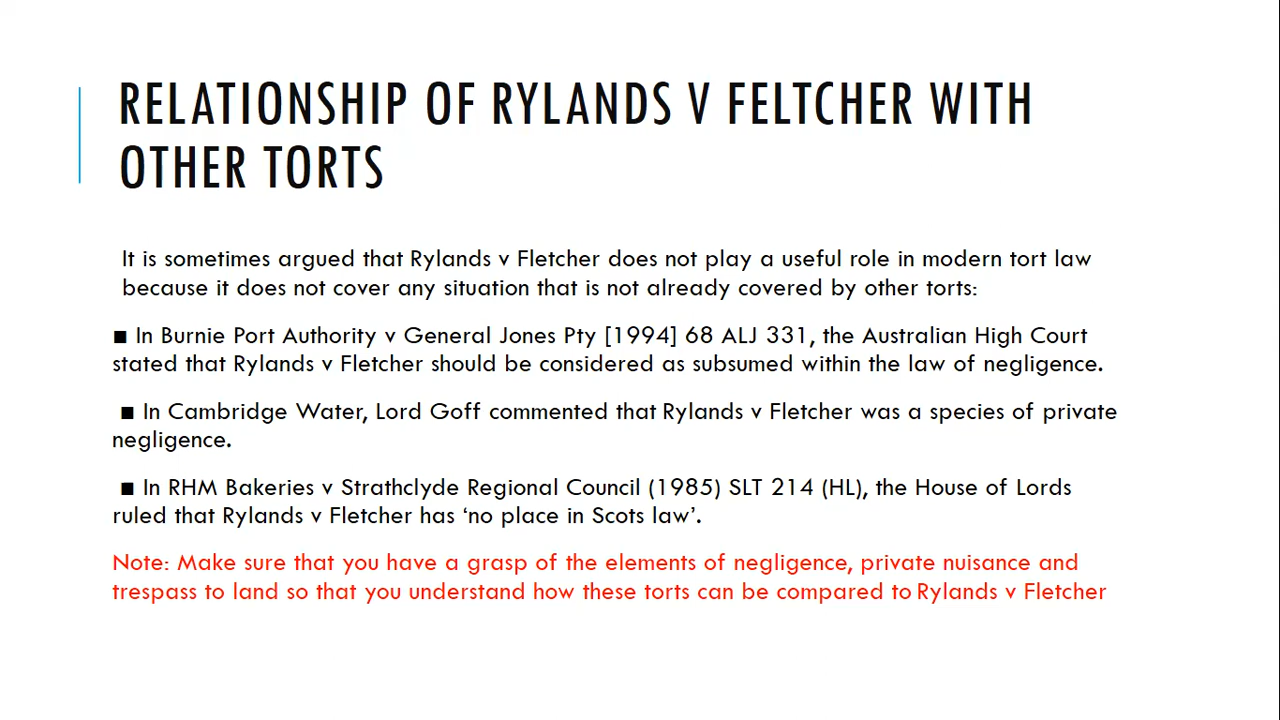 RELATIONSHIP OF RYLANDS V FELTCHER WITH
OTHER TORTS
It is sometimes argued that Rylands v Fletcher does not play a useful role in modern tort law
because it does not cover any situation that is not already covered by other torts:
■ In Burnie Port Authority v General Jones Pty [1994] 68 ALJ 331, the Australian High Court
stated that Rylands v Fletcher should be considered as subsumed within the law of negligence.
■ In Cambridge Water, Lord Goff commented that Rylands v Fletcher was a species of private
negligence.
■ In RHM Bakeries v Strathclyde Regional Council (1985) SLT 214 (HL), the House of Lords
ruled that Rylands v Fletcher has ‘no place in Scots law’.
Note: Make sure that you have a grasp of the elements of negligence, private nuisance and
trespass to land so that you understand how these torts can be compared to Rylands v Fletcher